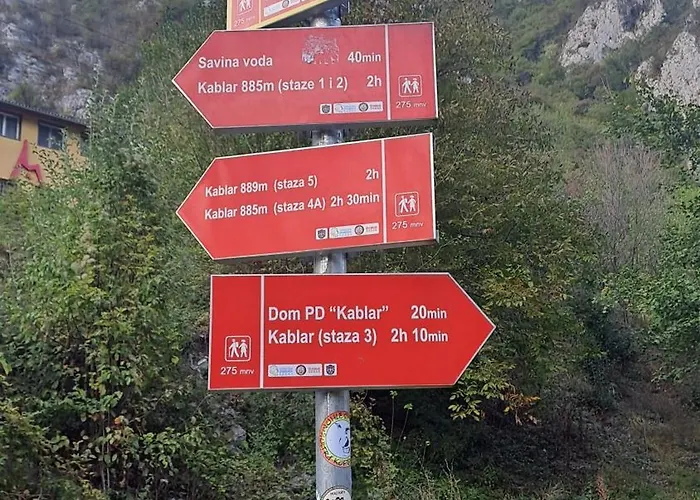 Savina voda 40min
Kablar 885m (staze 1 i 2) 2h
275 mnv
Kablar 889m (staza 5) 2h
Kablar 885m (staza 4A) 2h 30min
275 mnv
Dom PD “Kablar” 20min
Kablar (staza 3) 2h 10min
275 mnv